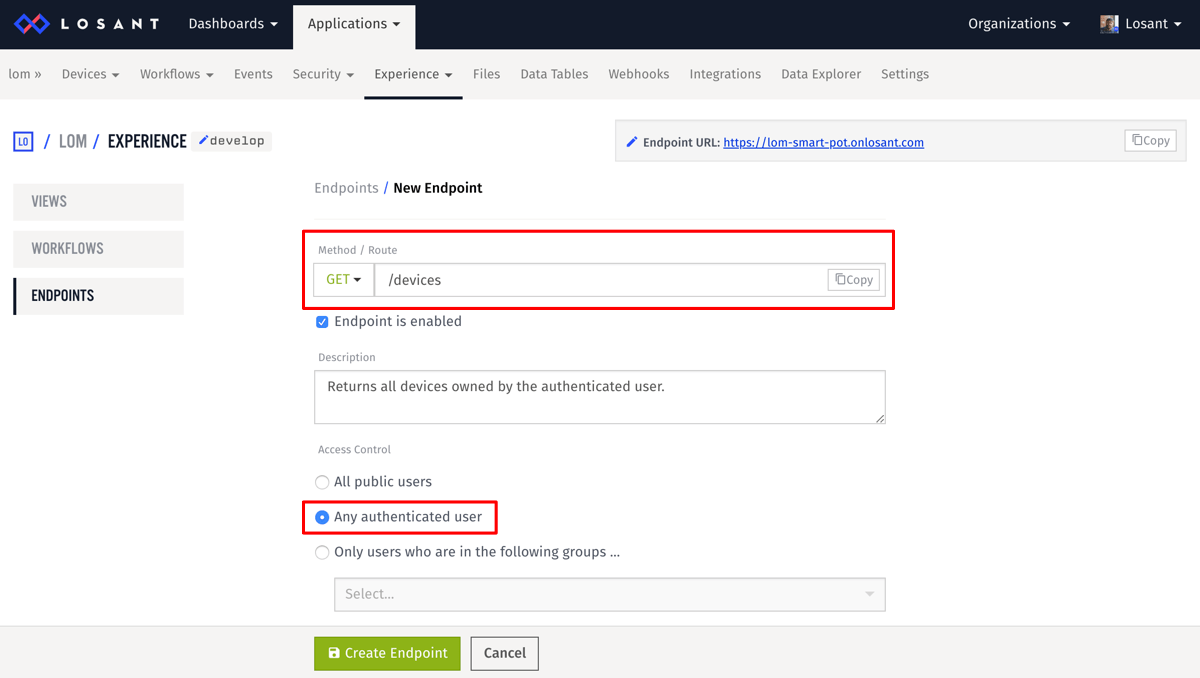 LOSANT Dashboards Applications Organizations Losant
lom » Devices Workflows Events Security Experience Files Data Tables Webhooks Integrations Data Explorer Settings
LO / LOM / EXPERIENCE develop
Endpoint URL: https://lom-smart-pot.onlosant.com Copy
VIEWS
WORKFLOWS
ENDPOINTS
Endpoints / New Endpoint
Method / Route
GET /devices Copy
Endpoint is enabled
Description
Returns all devices owned by the authenticated user.
Access Control
All public users
Any authenticated user
Only users who are in the following groups ...
Select...
Create Endpoint Cancel